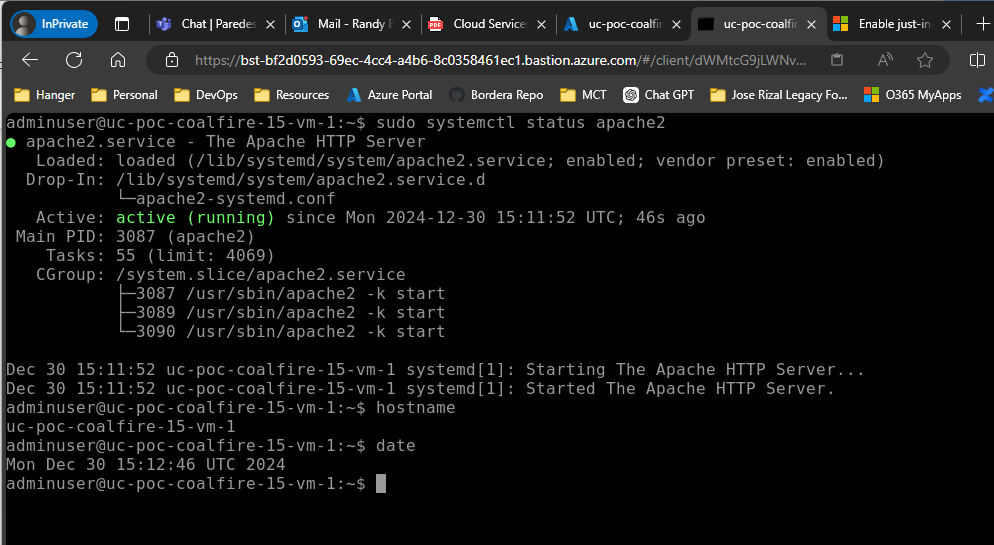 InPrivate
Chat | Paredes
Mail - Randy B
Cloud Service
uc-poc-coalfir
uc-poc-coalfir
Enable just-in-
https://bst-bf2d0593-69ec-4cc4-a4b6-8c0358461ec1.bastion.azure.com/#/client/dWMtcG9jLWNv...
Hanger
Personal
DevOps
Resources
Azure Portal
Bordera Repo
MCT
Chat GPT
Jose Rizal Legacy Fo...
O365 MyApps
adminuser@uc-poc-coalfire-15-vm-1:~$ sudo systemctl status apache2
● apache2.service - The Apache HTTP Server
Loaded: loaded (/lib/systemd/system/apache2.service; enabled; vendor preset: enabled)
Drop-In: /lib/systemd/system/apache2.service.d
└─apache2-systemd.conf
Active: active (running) since Mon 2024-12-30 15:11:52 UTC; 46s ago
Main PID: 3087 (apache2)
Tasks: 55 (limit: 4069)
CGroup: /system.slice/apache2.service
├─3087 /usr/sbin/apache2 -k start
├─3089 /usr/sbin/apache2 -k start
└─3090 /usr/sbin/apache2 -k start
Dec 30 15:11:52 uc-poc-coalfire-15-vm-1 systemd[1]: Starting The Apache HTTP Server...
Dec 30 15:11:52 uc-poc-coalfire-15-vm-1 systemd[1]: Started The Apache HTTP Server.
adminuser@uc-poc-coalfire-15-vm-1:~$ hostname
uc-poc-coalfire-15-vm-1
adminuser@uc-poc-coalfire-15-vm-1:~$ date
Mon Dec 30 15:12:46 UTC 2024
adminuser@uc-poc-coalfire-15-vm-1:~$